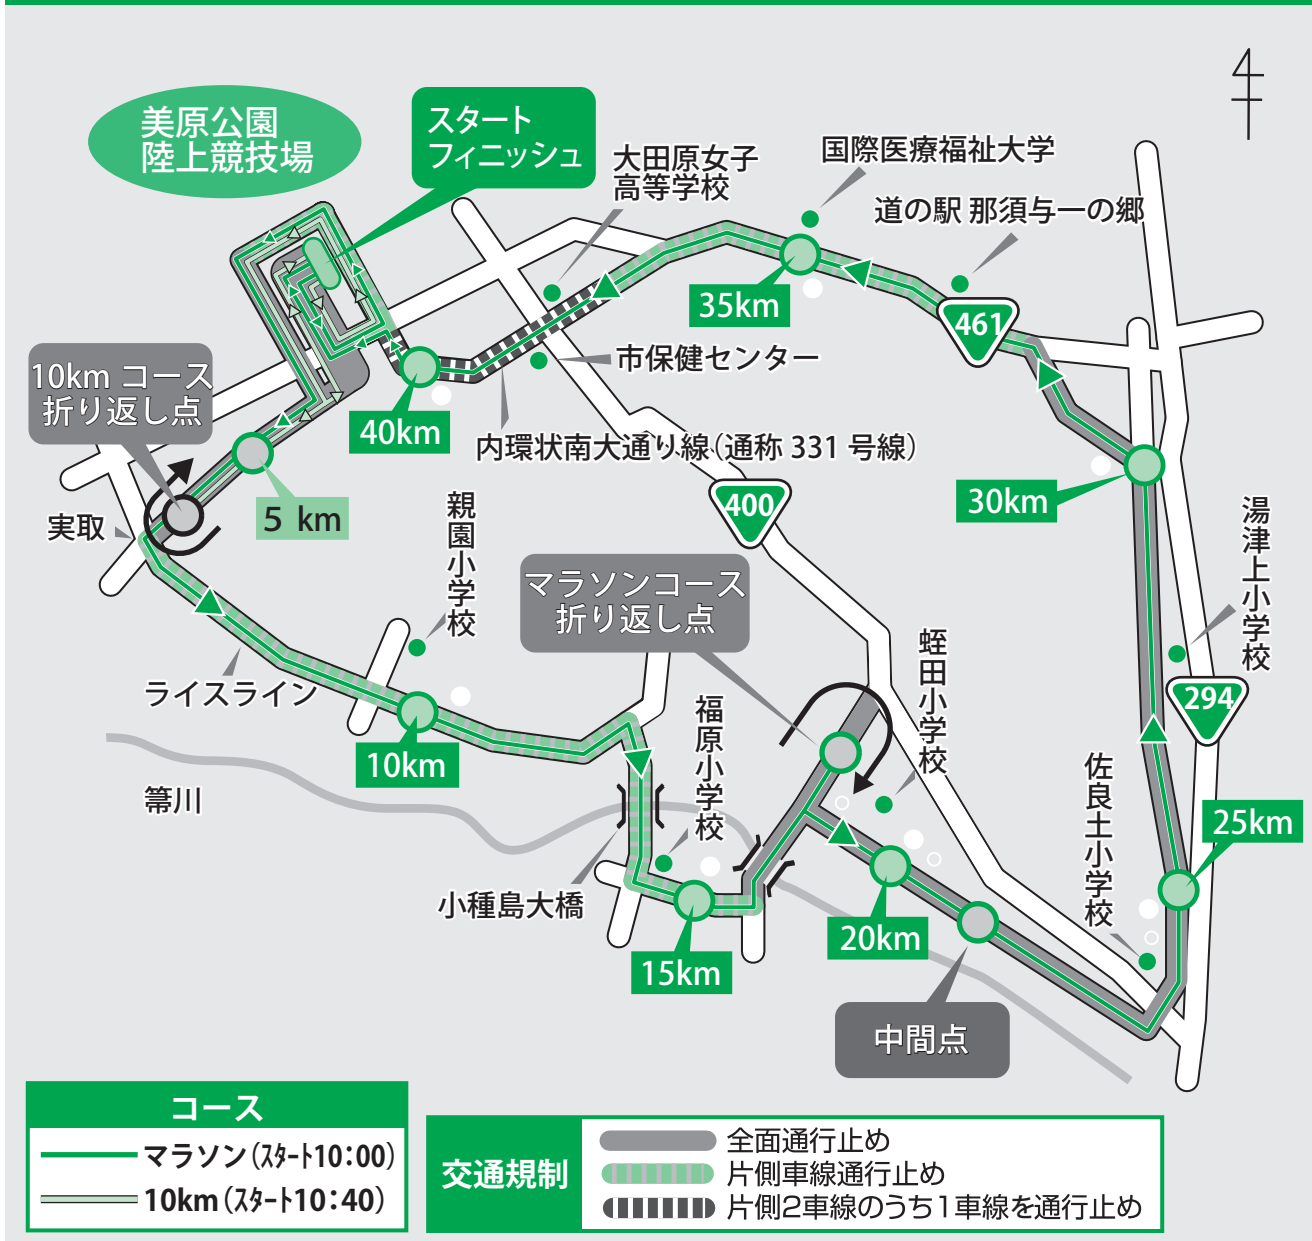 美原公園
陸上競技場
スタート
フィニッシュ
大田原女子
高等学校
国際医療福祉大学
道の駅 那須与一の郷
461
35km
市保健センター
10km コース
折り返し点
40km
内環状南大通り線(通称 331 号線)
30km
400
5 km
実取
親園小学校
マラソンコース
折り返し点
湯津上小学校
蛭田小学校
ライスライン
294
福原小学校
10km
佐良土小学校
箒川
25km
小種島大橋
20km
15km
中間点
コース
マラソン(スタート10:00)
10km(スタート10:40)
交通規制
全面通行止め
片側車線通行止め
片側2車線のうち1車線を通行止め